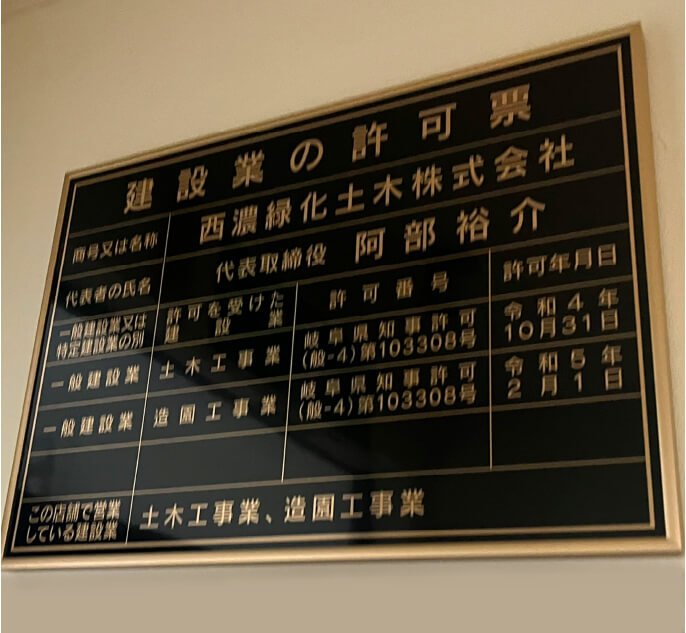 建設業の許可票
商号又は名称 西濃緑化土木株式会社
代表者の氏名 代表取締役 阿部裕介
一般建設業又は
特定建設業の別
許可を受けた
建設業
許可番号
許可年月日
一般建設業
土木工事業
岐阜県知事許可
(般-4)第103308号
令和4年
10月31日
一般建設業
造園工事業
岐阜県知事許可
(般-4)第103308号
令和5年
2月1日
この店舗で営業
している建設業
土木工事業、造園工事業